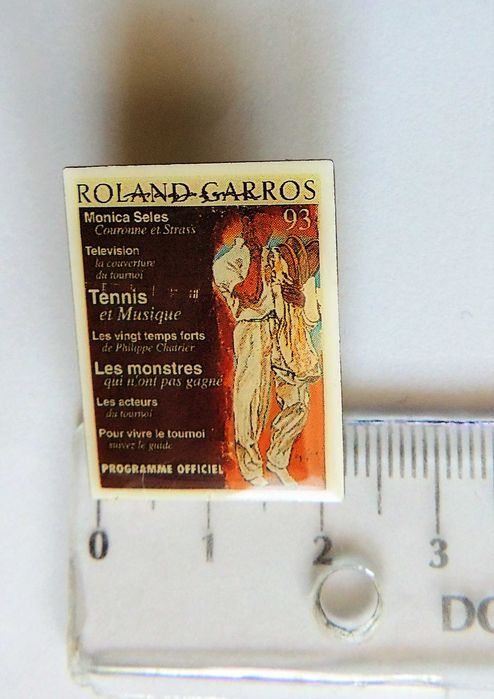 ROLAND GARROS
93
Monica Seles
Couronne et Strass
Television
la couverture
du tournoi
Tennis
et Musique
Les vingt temps forts
de Philippe Chatrier
Les monstres
qui n'ont pas gagné
Les acteurs
du tournoi
Pour vivre le tournoi
suivez le guide
PROGRAMME OFFICIEL
0 1 2 3
DO